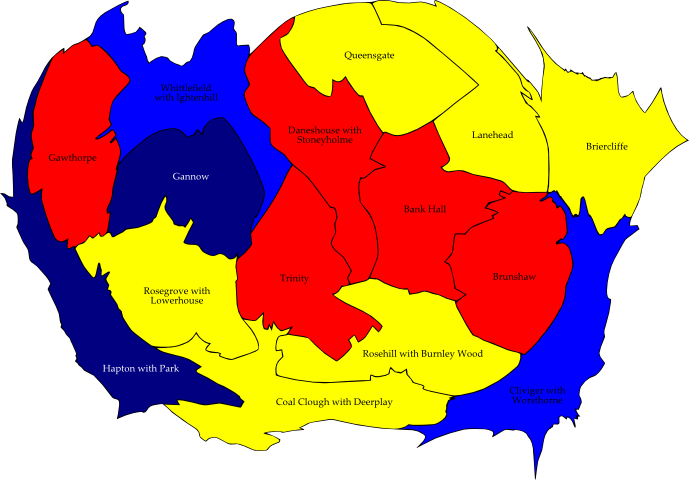 Queensgate
Whittlefield
with Ightenhill
Daneshouse with
Stoneyholme
Lanehead
Briercliffe
Gawthorpe
Gannow
Bank Hall
Trinity
Brunshaw
Rosegrove with
Lowerhouse
Rosehill with Burnley Wood
Hapton with Park
Cliviger with
Worsthorne
Coal Clough with Deerplay